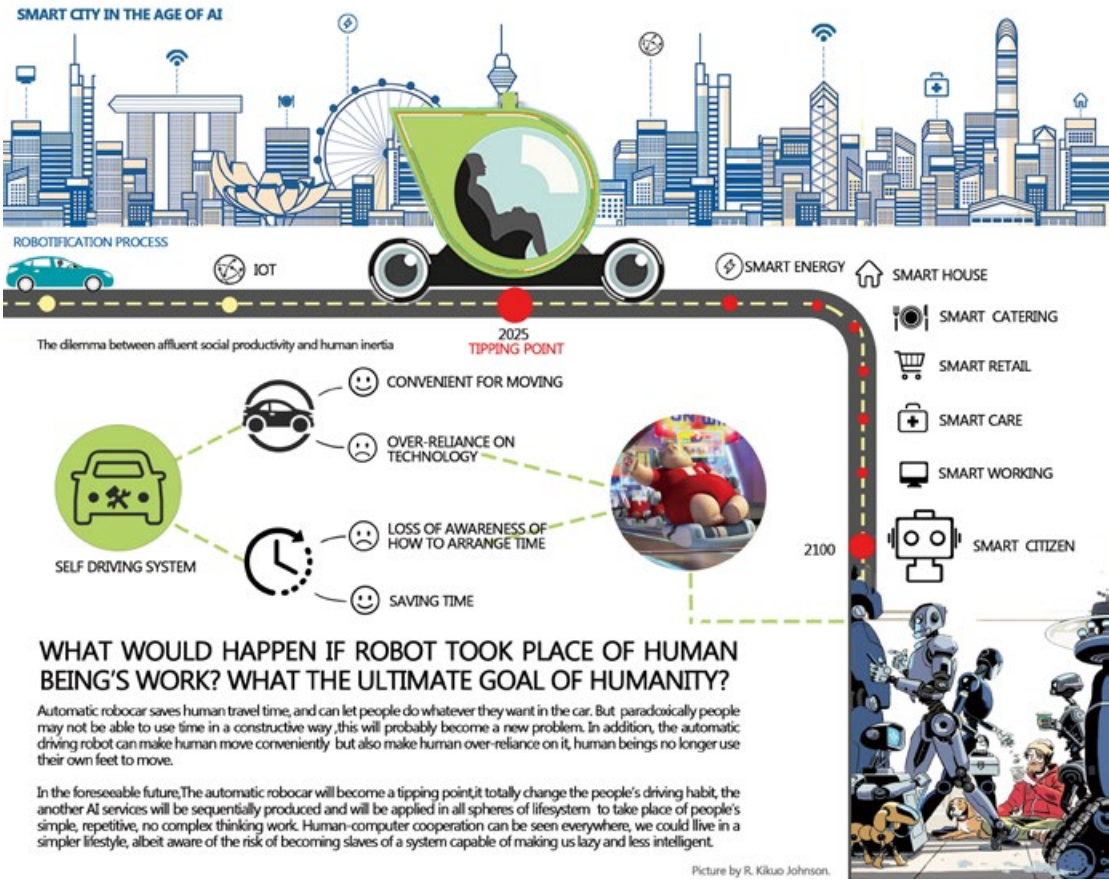 SMART CITY IN THE AGE OF AI
ROBOTIFICATION PROCESS
IOT
SMART ENERGY
SMART HOUSE
SMART CATERING
SMART RETAIL
SMART CARE
SMART WORKING
2100
SMART CITIZEN
2025
TIPPING POINT
The dilemma between affluent social productivity and human inertia
CONVENIENT FOR MOVING
OVER-RELIANCE ON
TECHNOLOGY
LOSS OF AWARENESS OF
HOW TO ARRANGE TIME
SAVING TIME
SELF DRIVING SYSTEM
WHAT WOULD HAPPEN IF ROBOT TOOK PLACE OF HUMAN
BEING'S WORK? WHAT THE ULTIMATE GOAL OF HUMANITY?
Automatic robocar saves human travel time, and can let people do whatever they want in the car. But paradoxically people
may not be able to use time in a constructive way ,this will probably become a new problem. In addition, the automatic
driving robot can make human move conveniently but also make human over-reliance on it, human beings no longer use
their own feet to move.
In the foreseeable future,The automatic robocar will become a tipping point,it totally change the people's driving habit, the
another AI services will be sequentially produced and will be applied in all spheres of lifesystem to take place of people's
simple, repetitive, no complex thinking work. Human-computer cooperation can be seen everywhere, we could llive in a
simpler lifestyle, albeit aware of the risk of becoming slaves of a system capable of making us lazy and less intelligent.
Picture by R. Kikuo Johnson.